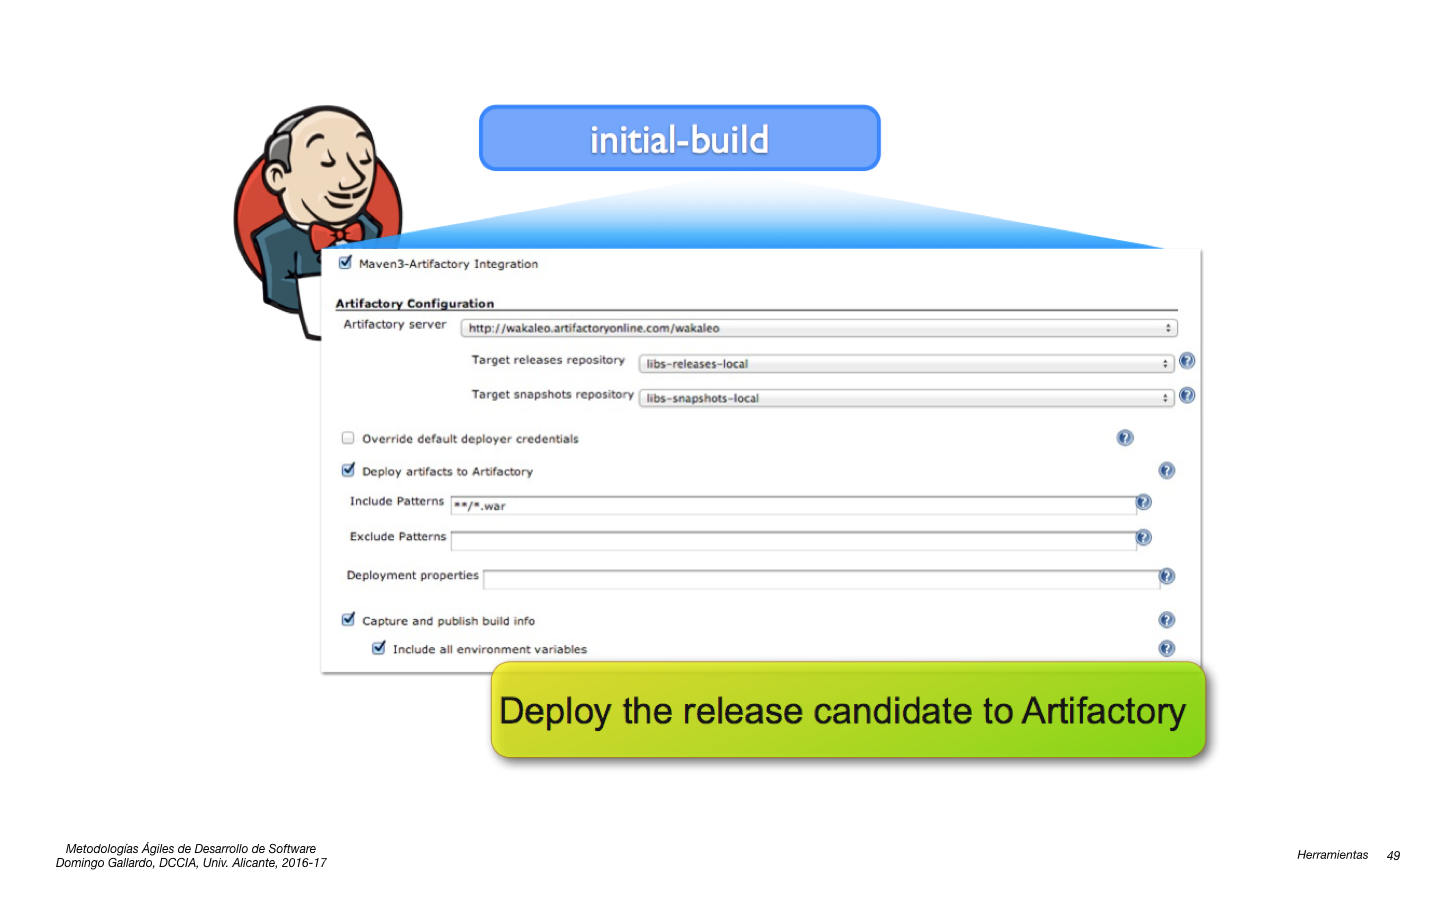 initial-build
Maven3-Artifactory Integration
Artifactory Configuration
Artifactory server http://wakaleo.artifactoryonline.com/wakaleo
Target releases repository libs-releases-local
Target snapshots repository libs-snapshots-local
Override default deployer credentials
Deploy artifacts to Artifactory
Include Patterns **/*.war
Exclude Patterns
Deployment properties
Capture and publish build info
Include all environment variables
Deploy the release candidate to Artifactory
Metodologías Ágiles de Desarrollo de Software
Domingo Gallardo, DCCIA, Univ. Alicante, 2016-17
Herramientas 49